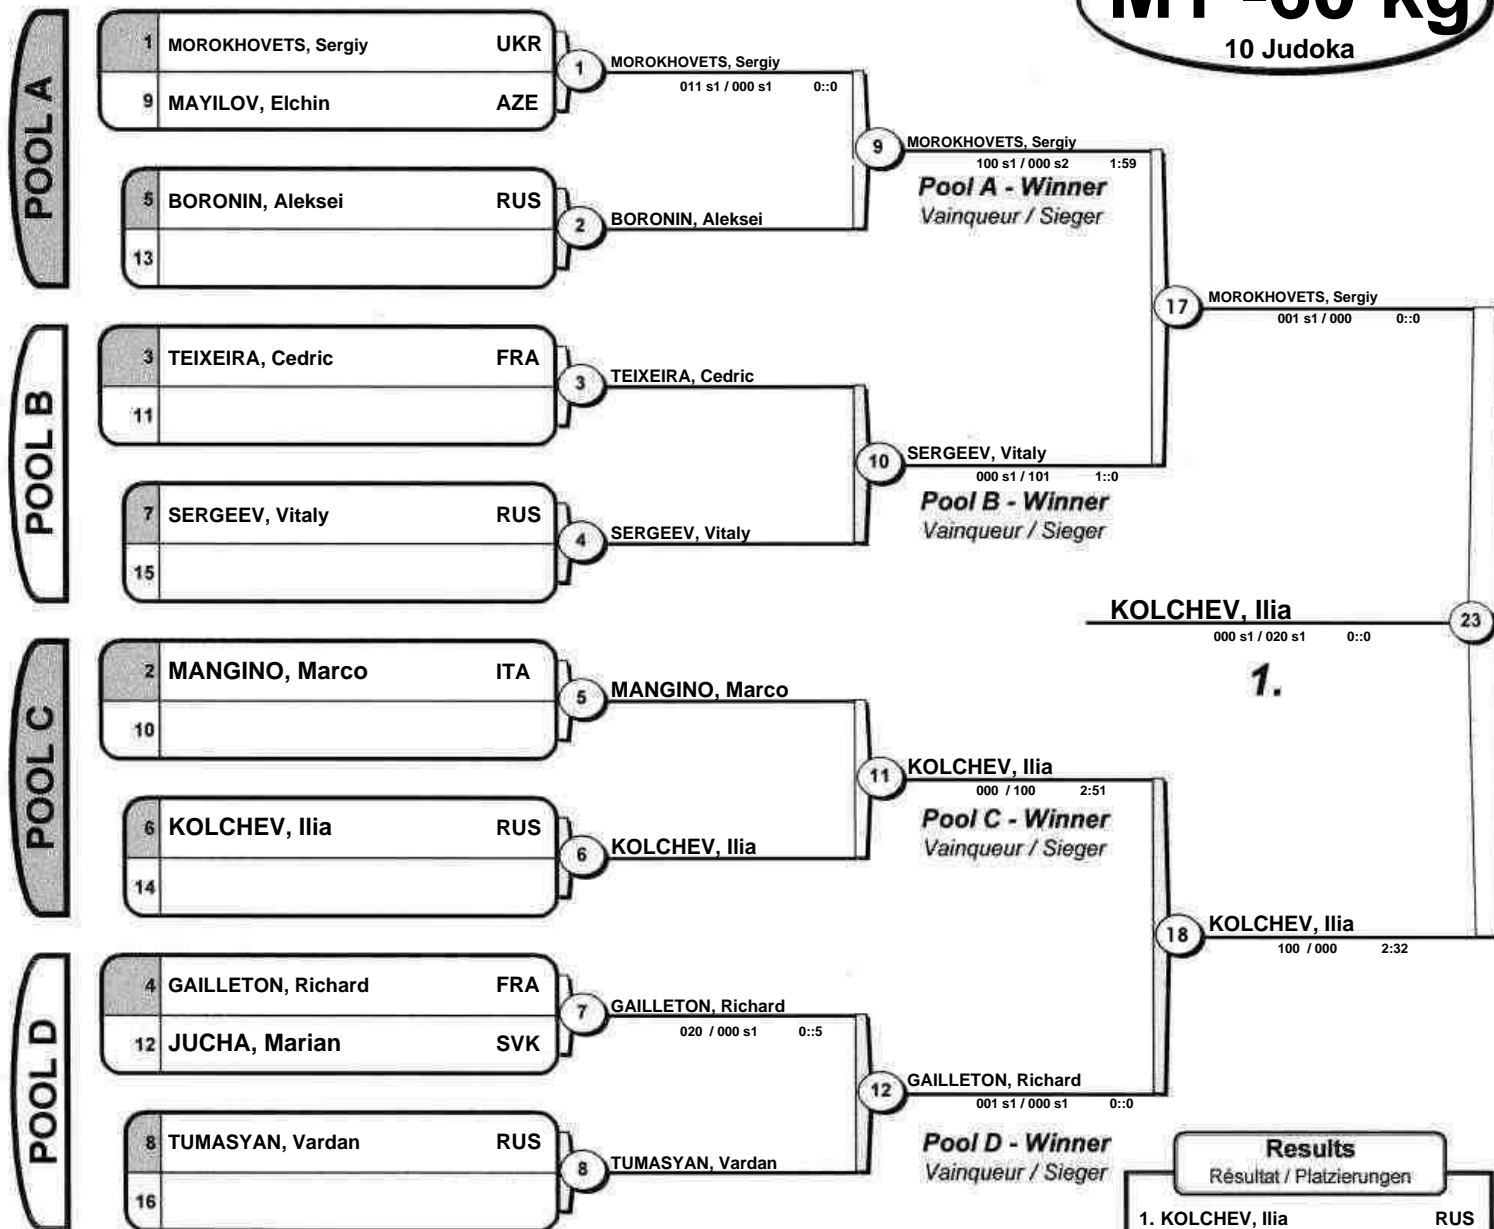 M1 -60 kg
10 Judoka
POOL A
1 MOROKHOVETS, Sergiy UKR
9 MAYILOV, Elchin AZE
1 MOROKHOVETS, Sergiy
011 s1 / 000 s1 0::0
5 BORONIN, Aleksei RUS
13
2 BORONIN, Aleksei
9 MOROKHOVETS, Sergiy
100 s1 / 000 s2 1:59
Pool A - Winner
Vainqueur / Sieger
POOL B
3 TEIXEIRA, Cedric FRA
11
3 TEIXEIRA, Cedric
7 SERGEEV, Vitaly RUS
15
4 SERGEEV, Vitaly
10 SERGEEV, Vitaly
000 s1 / 101 1::0
Pool B - Winner
Vainqueur / Sieger
17 MOROKHOVETS, Sergiy
001 s1 / 000 0::0
KOLCHEV, Ilia 23
000 s1 / 020 s1 0::0
1.
POOL C
2 MANGINO, Marco ITA
10
5 MANGINO, Marco
6 KOLCHEV, Ilia RUS
14
6 KOLCHEV, Ilia
11 KOLCHEV, Ilia
000 / 100 2:51
Pool C - Winner
Vainqueur / Sieger
POOL D
4 GAILLETON, Richard FRA
12 JUCHA, Marian SVK
7 GAILLETON, Richard
020 / 000 s1 0::5
8 TUMASYAN, Vardan RUS
16
8 TUMASYAN, Vardan
12 GAILLETON, Richard
001 s1 / 000 s1 0::0
Pool D - Winner
Vainqueur / Sieger
18 KOLCHEV, Ilia
100 / 000 2:32
Results
Résultat / Platzierungen
1. KOLCHEV, Ilia RUS